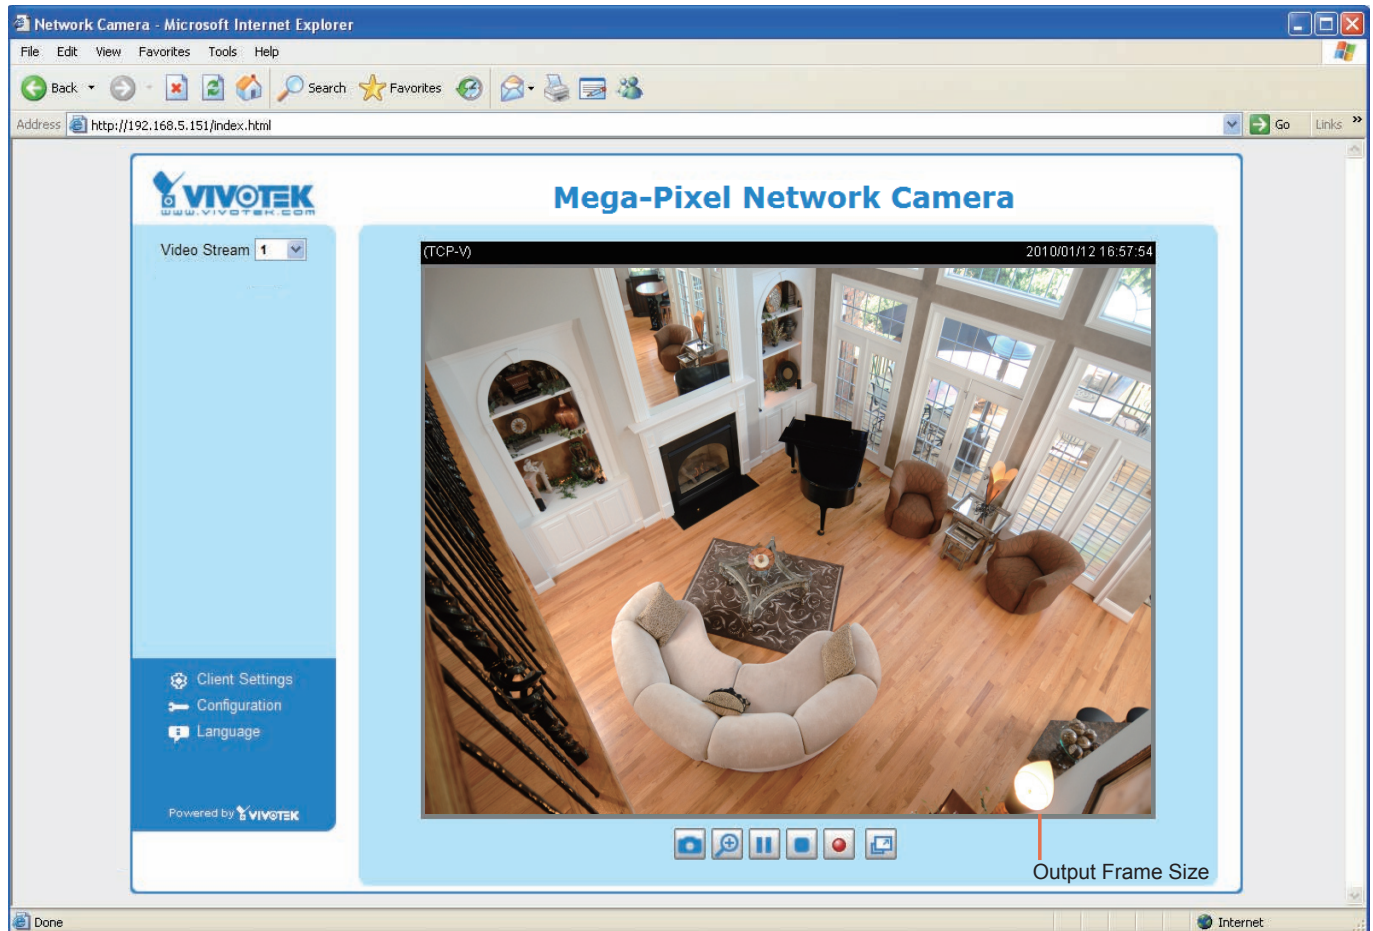 Network Camera - Microsoft Internet Explorer
File Edit View Favorites Tools Help
Back Search Favorites
Address http://192.168.5.151/index.html Go Links »
VIVOTEK
www.vivotek.com
Mega-Pixel Network Camera
Video Stream 1
(TCP-V) 2010/01/12 16:57:54
Client Settings
Configuration
Language
Powered by VIVOTEK
Output Frame Size
Done Internet